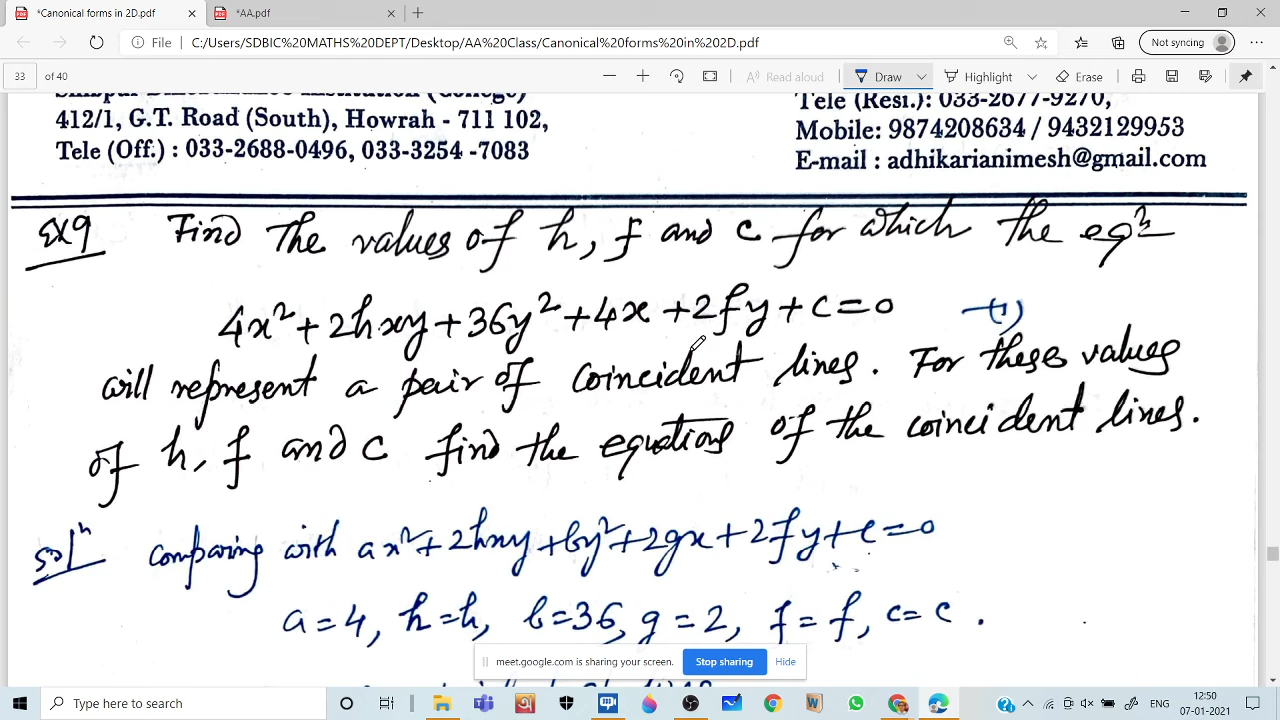 *Canonical forms in 2D.pdf
*AA.pdf
File C:/Users/SDBIC%20MATHS%20DEPT/Desktop/AA%20Class/Canonical%20forms%20in%202D.pdf
Not syncing
33 of 40
Read aloud Draw Highlight Erase
412/1, G.T. Road (South), Howrah - 711 102,
Tele (Off.) : 033-2688-0496, 033-3254 -7083
Tele (Resi.): 033-2677-9270,
Mobile: 9874208634 / 9432129953
E-mail : adhikarianimesh@gmail.com
Ex9 Find the values of h, f and c for which the eqn
4x²+2hxy+36y²+4x+2fy+c=0 —(1)
will represent a pair of coincident lines. For these values
of h, f and c find the equations of the coincident lines.
Soln comparing with ax²+2hxy+by²+2gx+2fy+c=0
a=4, h=h, b=36, g=2, f=f, c=c.
meet.google.com is sharing your screen. Stop sharing Hide
Type here to search
ENG
12:50
07-01-2021